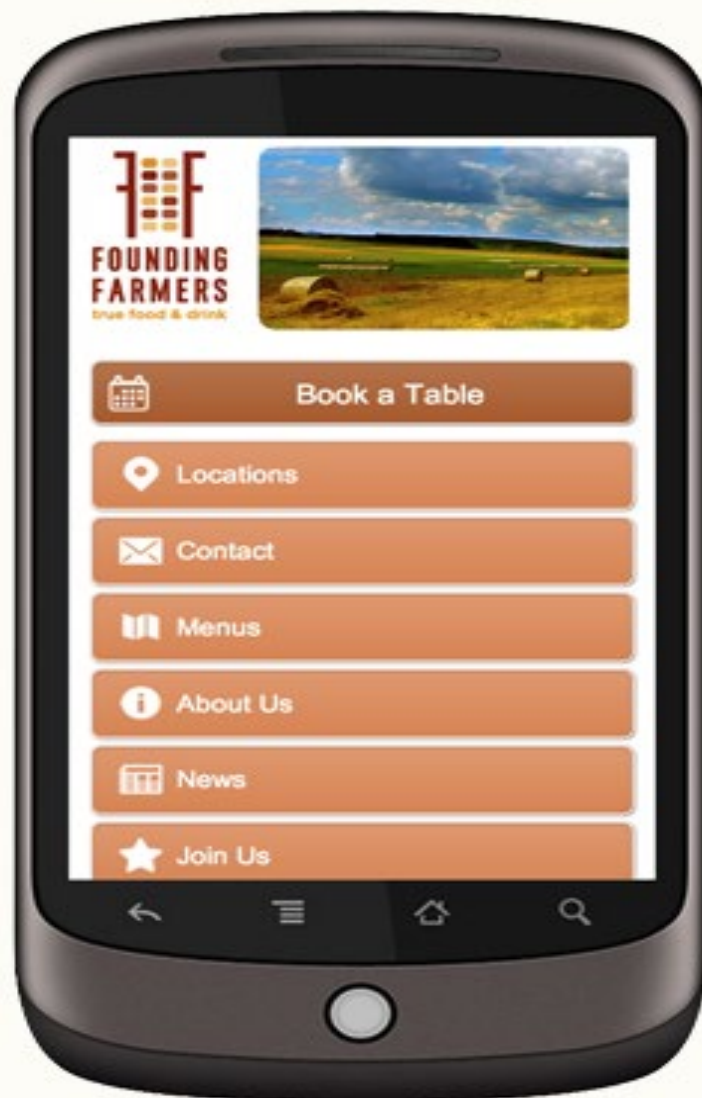 FOUNDING
FARMERS
true food & drink
Book a Table
Locations
Contact
Menus
About Us
News
Join Us